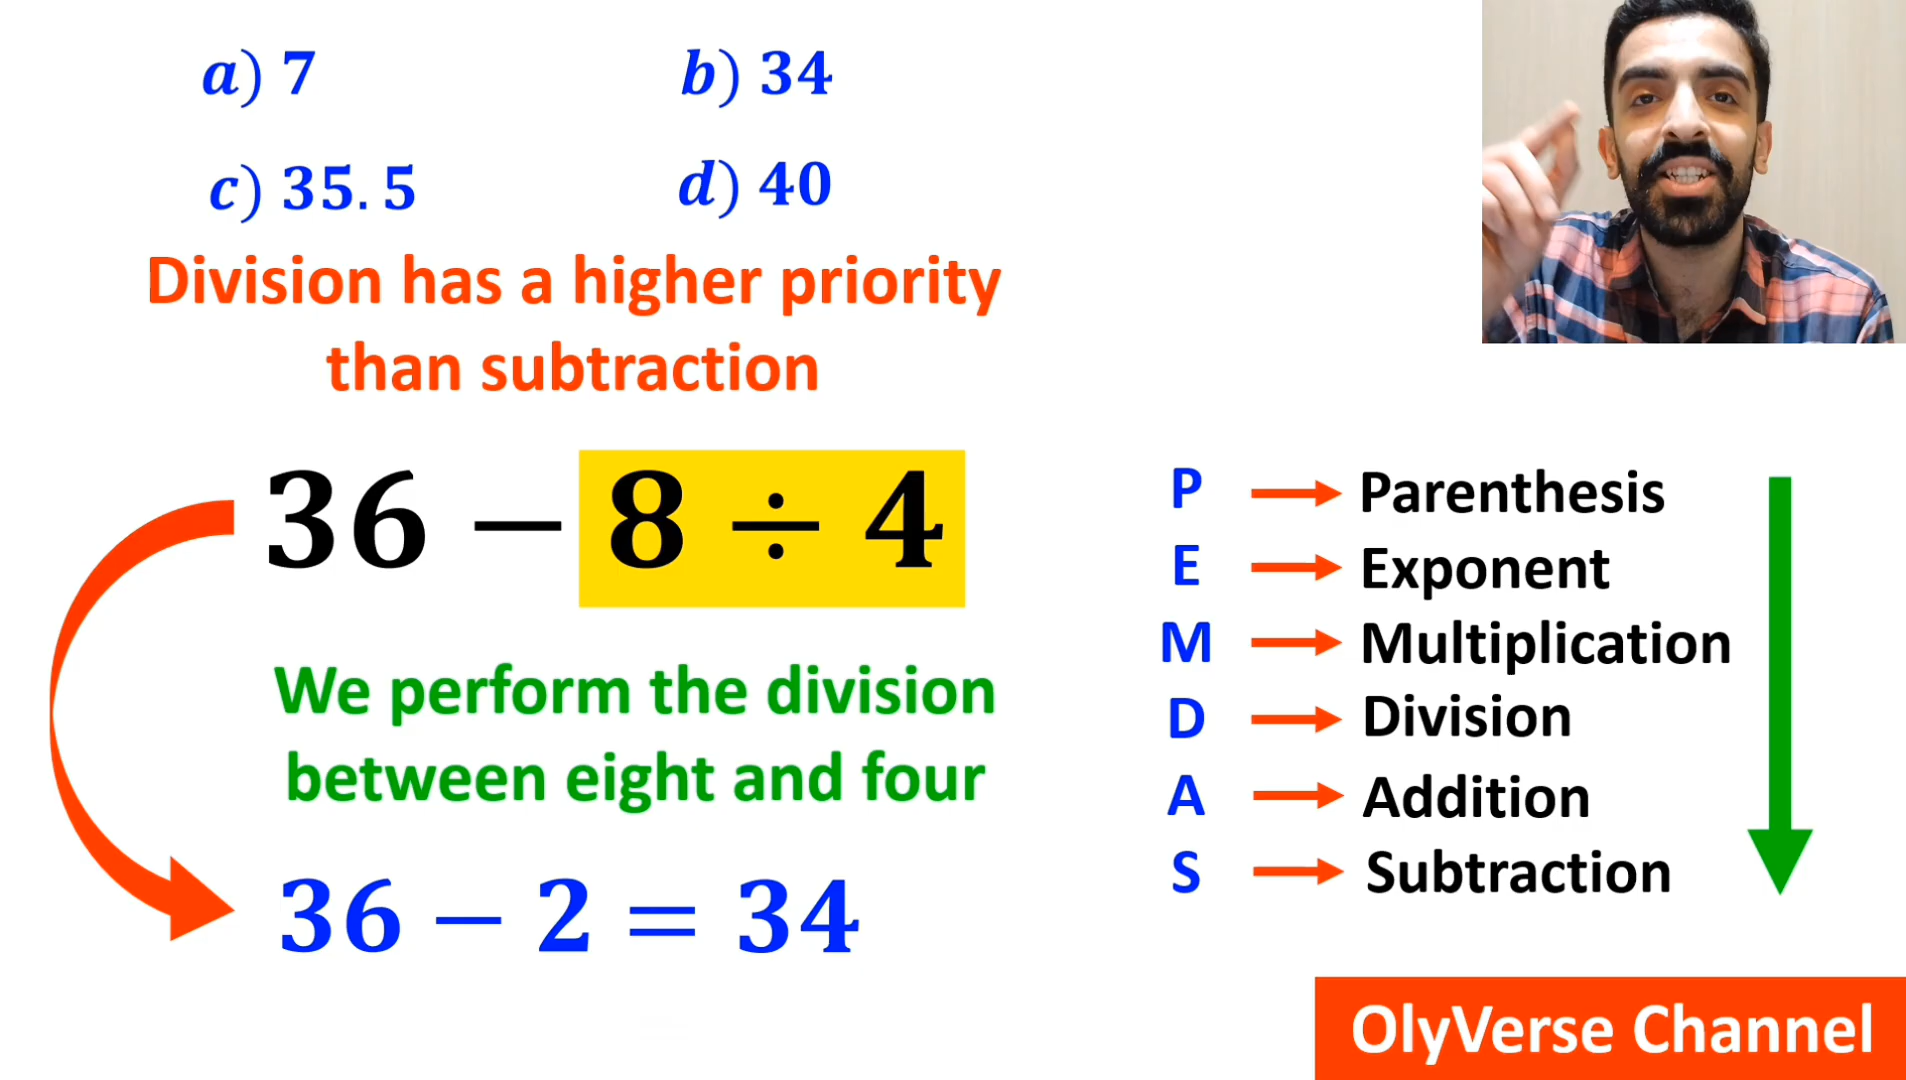 a) 7
b) 34
c) 35.5
d) 40
Division has a higher priority
than subtraction
36 − 8 ÷ 4
We perform the division
between eight and four
36 − 2 = 34
P → Parenthesis
E → Exponent
M → Multiplication
D → Division
A → Addition
S → Subtraction
OlyVerse Channel